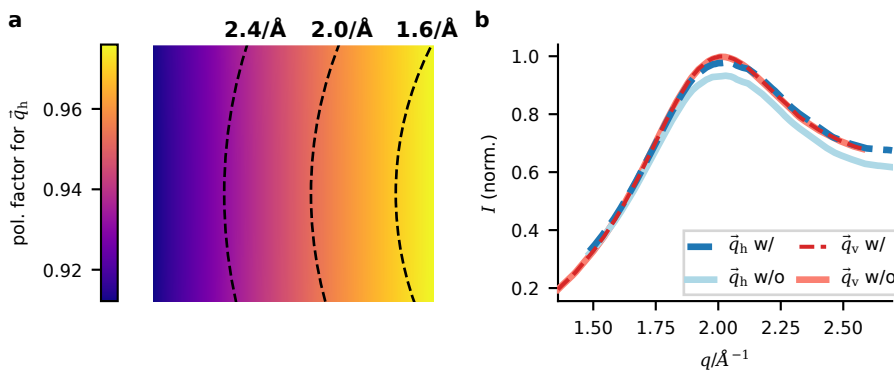 a
2.4/Å 2.0/Å 1.6/Å
pol. factor for q⃗h
0.96
0.94
0.92
b
I (norm.)
1.0
0.8
0.6
0.4
0.2
q⃗h w/
q⃗v w/
q⃗h w/o
q⃗v w/o
1.50 1.75 2.00 2.25 2.50
q/Å⁻¹